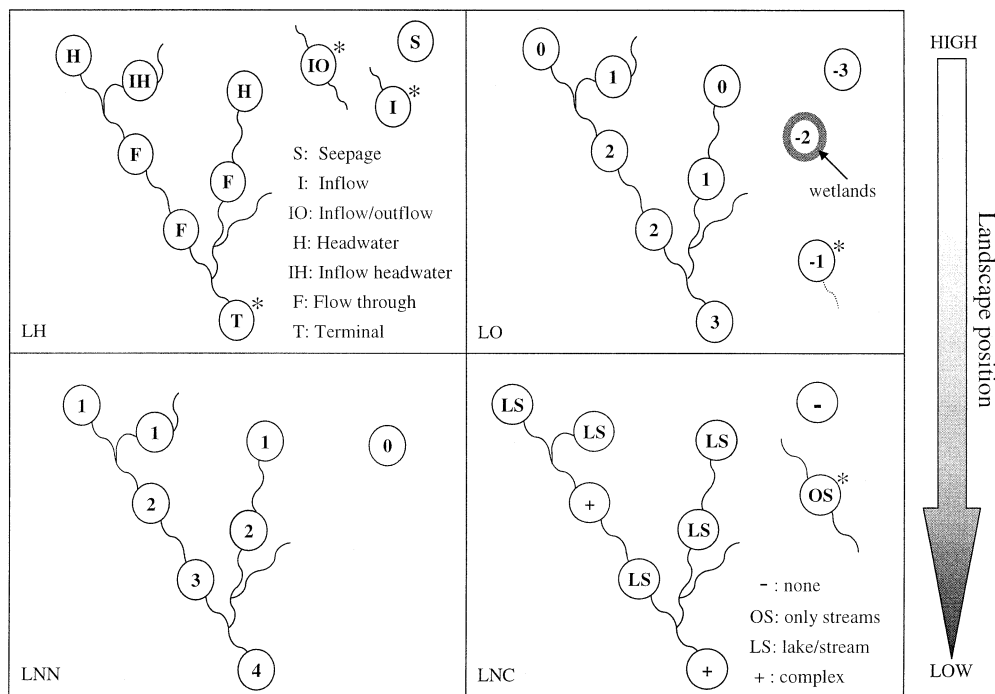 H
IH
IO*
S
H
I*
F
F
F
T*
S: Seepage
I: Inflow
IO: Inflow/outflow
H: Headwater
IH: Inflow headwater
F: Flow through
T: Terminal
LH
0
1
0
-3
-2
wetlands
2
1
2
-1*
3
LO
1
1
1
0
2
2
3
4
LNN
LS
LS
LS
-
OS*
+
LS
LS
+
- : none
OS: only streams
LS: lake/stream
+ : complex
LNC
HIGH
Landscape position
LOW